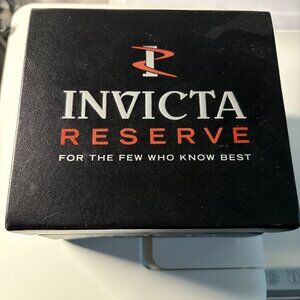 INVICTA
RESERVE
FOR THE FEW WHO KNOW BEST